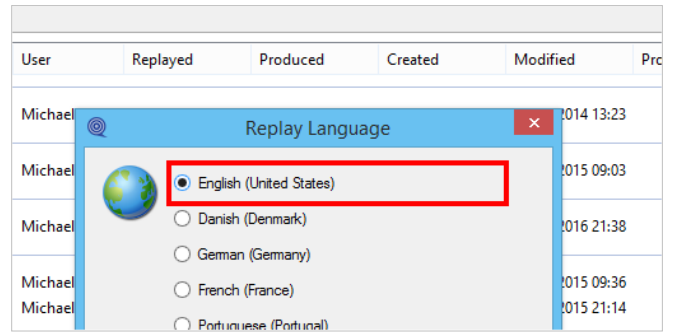 User Replayed Produced Created Modified Prc
Michael 2014 13:23
Replay Language
Michael 2015 09:03
English (United States)
Danish (Denmark)
Michael 2016 21:38
German (Germany)
Michael 2015 09:36
French (France)
Michael 2015 21:14
Portuguese (Portugal)